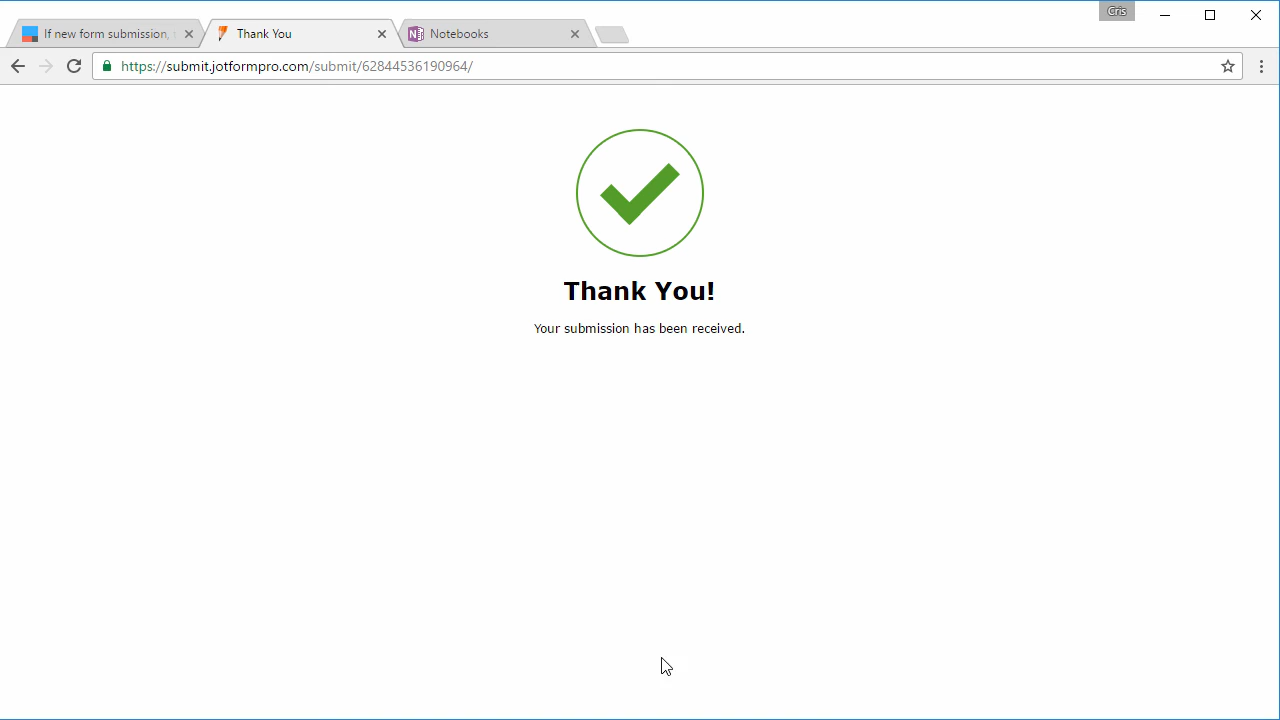 Cris
If new form submission,
Thank You
Notebooks
https://submit.jotformpro.com/submit/62844536190964/
Thank You!
Your submission has been received.